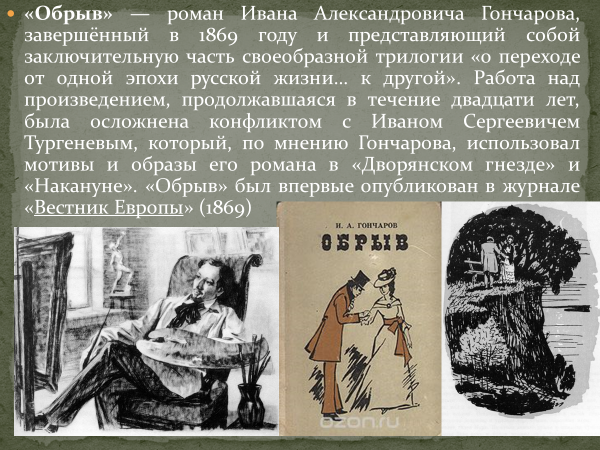 «Обрыв» — роман Ивана Александровича Гончарова,
завершённый в 1869 году и представляющий собой
заключительную часть своеобразной трилогии «о переходе
от одной эпохи русской жизни... к другой». Работа над
произведением, продолжавшаяся в течение двадцати лет,
была осложнена конфликтом с Иваном Сергеевичем
Тургеневым, который, по мнению Гончарова, использовал
мотивы и образы его романа в «Дворянском гнезде» и
«Накануне». «Обрыв» был впервые опубликован в журнале
«Вестник Европы» (1869)
И. А. ГОНЧАРОВ
ОБРЫВ
ozon.ru